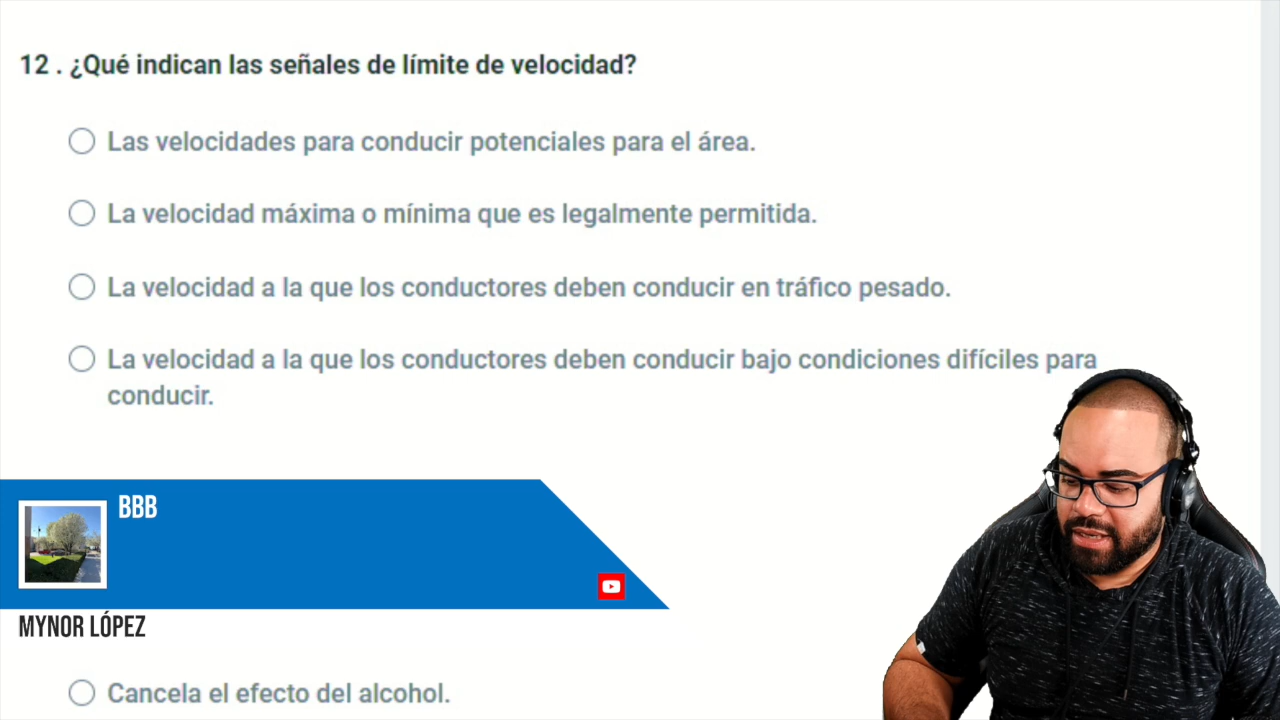 12 . ¿Qué indican las señales de límite de velocidad?
Las velocidades para conducir potenciales para el área.
La velocidad máxima o mínima que es legalmente permitida.
La velocidad a la que los conductores deben conducir en tráfico pesado.
La velocidad a la que los conductores deben conducir bajo condiciones difíciles para
conducir.
BBB
MYNOR LÓPEZ
Cancela el efecto del alcohol.